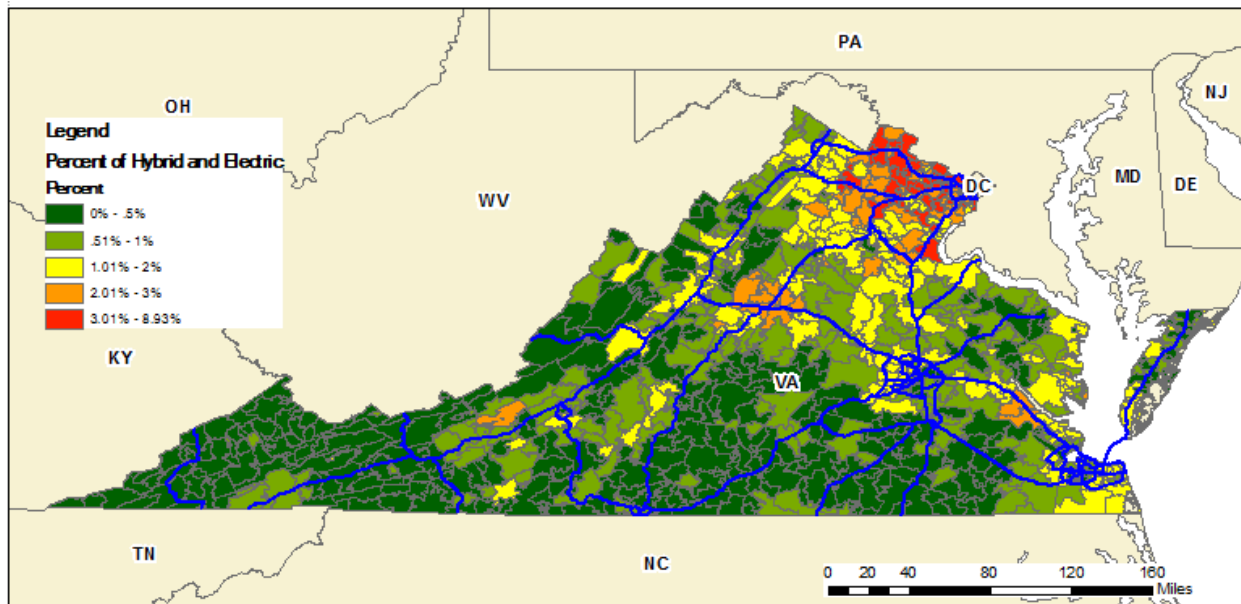 PA
OH
NJ
Legend
Percent of Hybrid and Electric
Percent
0% - .5%
.51% - 1%
1.01% - 2%
2.01% - 3%
3.01% - 8.93%
WV
DC
MD
DE
KY
VA
TN
NC
0 20 40 80 120 160
Miles